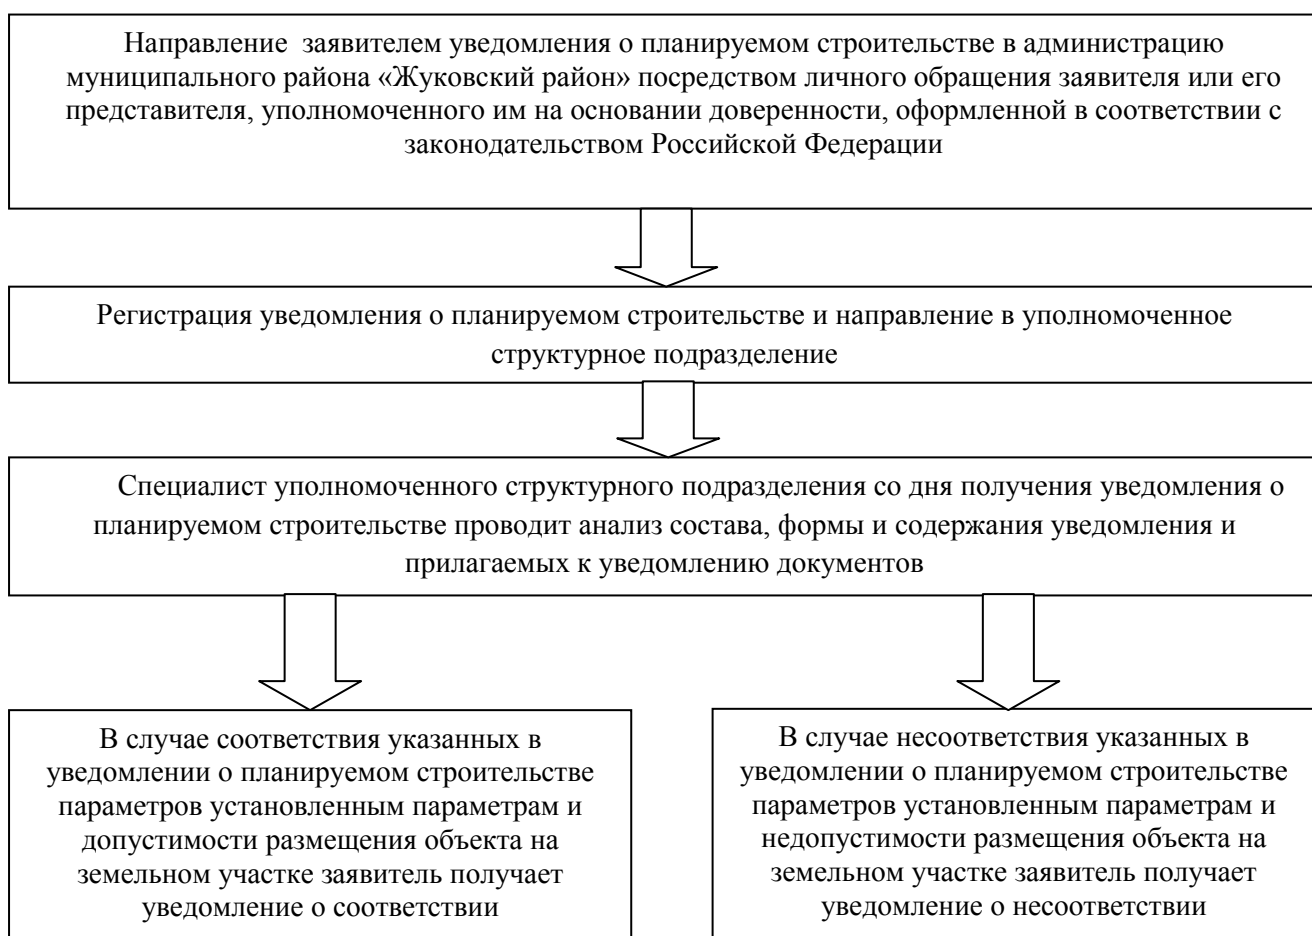 Направление заявителем уведомления о планируемом строительстве в администрацию
муниципального района «Жуковский район» посредством личного обращения заявителя или его
представителя, уполномоченного им на основании доверенности, оформленной в соответствии с
законодательством Российской Федерации
Регистрация уведомления о планируемом строительстве и направление в уполномоченное
структурное подразделение
Специалист уполномоченного структурного подразделения со дня получения уведомления о
планируемом строительстве проводит анализ состава, формы и содержания уведомления и
прилагаемых к уведомлению документов
В случае соответствия указанных в
уведомлении о планируемом строительстве
параметров установленным параметрам и
допустимости размещения объекта на
земельном участке заявитель получает
уведомление о соответствии
В случае несоответствия указанных в
уведомлении о планируемом строительстве
параметров установленным параметрам и
недопустимости размещения объекта на
земельном участке заявитель получает
уведомление о несоответствии